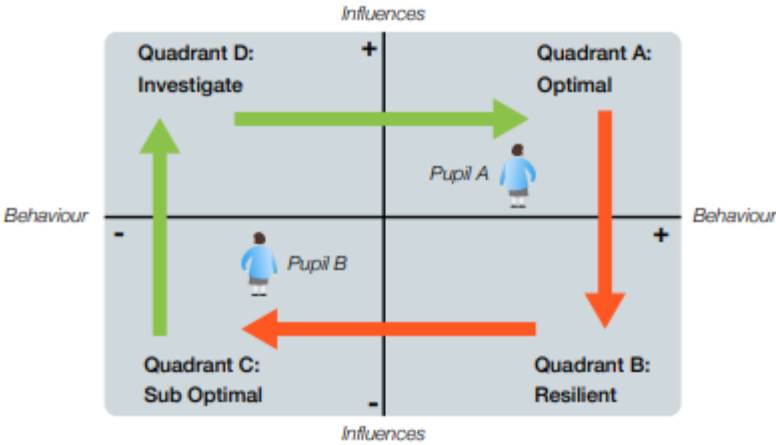 Influences
Quadrant D:
Investigate
+
Quadrant A:
Optimal
Pupil A
Behaviour
Behaviour
-
+
Pupil B
Quadrant C:
Sub Optimal
-
Quadrant B:
Resilient
Influences